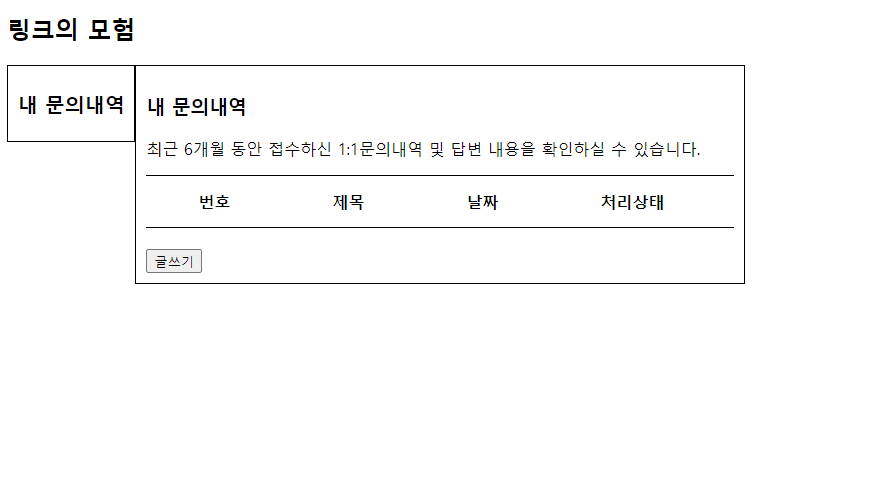 링크의 모험
내 문의내역
내 문의내역
최근 6개월 동안 접수하신 1:1문의내역 및 답변 내용을 확인하실 수 있습니다.
번호 제목 날짜 처리상태
글쓰기